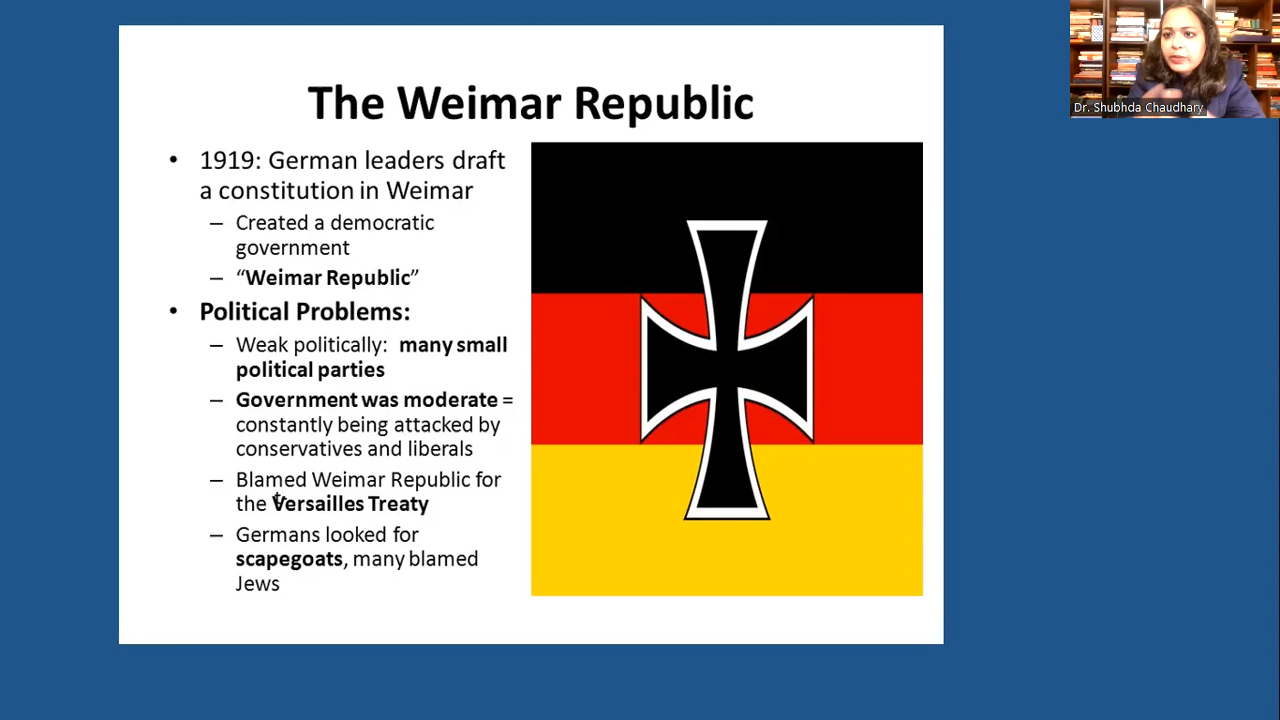 The Weimar Republic
• 1919: German leaders draft
a constitution in Weimar
– Created a democratic
government
– “Weimar Republic”
• Political Problems:
– Weak politically: many small
political parties
– Government was moderate =
constantly being attacked by
conservatives and liberals
– Blamed Weimar Republic for
the Versailles Treaty
– Germans looked for
scapegoats, many blamed
Jews
Dr. Shubhda Chaudhary